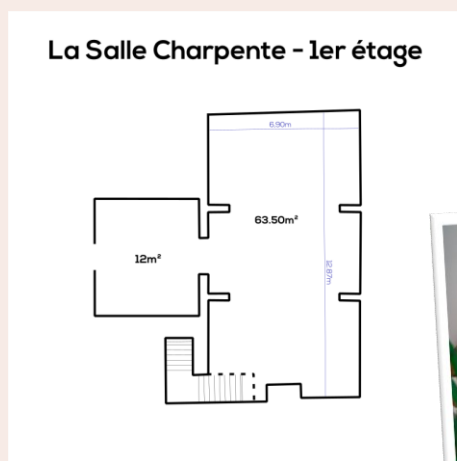 La Salle Charpente - 1er étage
6.90m
63.50m²
12m²
12.87m